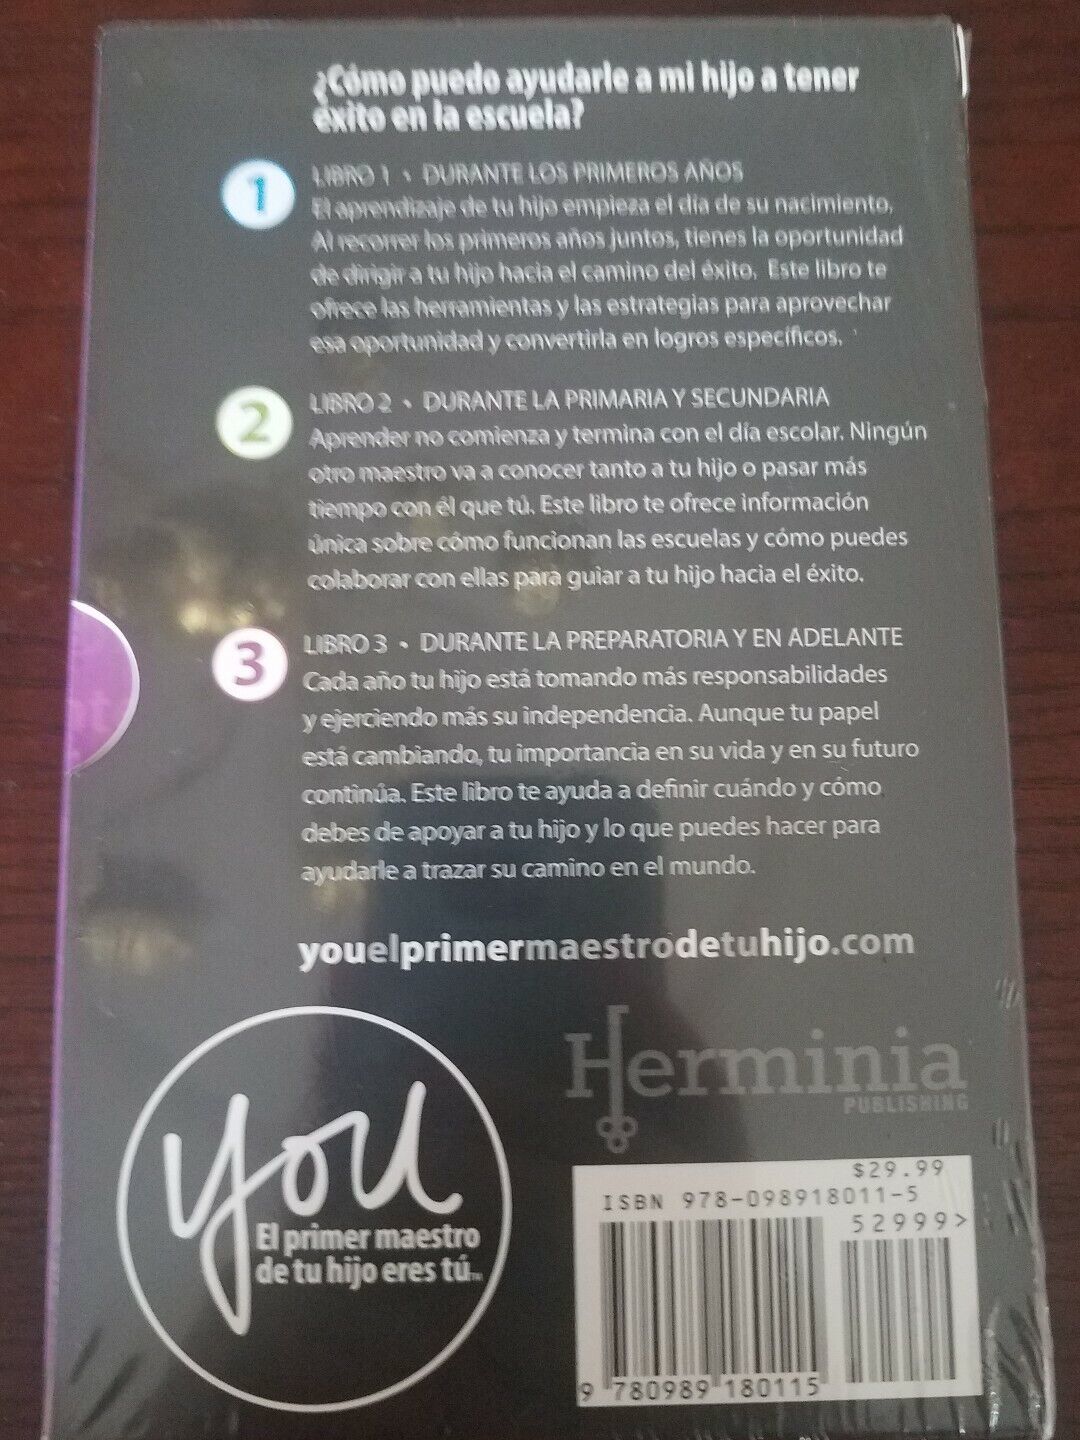 ¿Cómo puedo ayudarle a mi hijo a tener
éxito en la escuela?
1
LIBRO 1 • DURANTE LOS PRIMEROS AÑOS
El aprendizaje de tu hijo empieza el día de su nacimiento.
Al recorrer los primeros años juntos, tienes la oportunidad
de dirigir a tu hijo hacia el camino del éxito. Este libro te
ofrece las herramientas y las estrategias para aprovechar
esa oportunidad y convertirla en logros específicos.
2
LIBRO 2 • DURANTE LA PRIMARIA Y SECUNDARIA
Aprender no comienza y termina con el día escolar. Ningún
otro maestro va a conocer tanto a tu hijo o pasar más
tiempo con él que tú. Este libro te ofrece información
única sobre cómo funcionan las escuelas y cómo puedes
colaborar con ellas para guiar a tu hijo hacia el éxito.
3
LIBRO 3 • DURANTE LA PREPARATORIA Y EN ADELANTE
Cada año tu hijo está tomando más responsabilidades
y ejerciendo más su independencia. Aunque tu papel
está cambiando, tu importancia en su vida y en su futuro
continúa. Este libro te ayuda a definir cuándo y cómo
debes de apoyar a tu hijo y lo que puedes hacer para
ayudarle a trazar su camino en el mundo.
youelprimermaestrodetuhijo.com
you
El primer maestro
de tu hijo eres tú™
Herminia
PUBLISHING
$29.99
ISBN 978-098918011-5
52999>
9 780989 180115